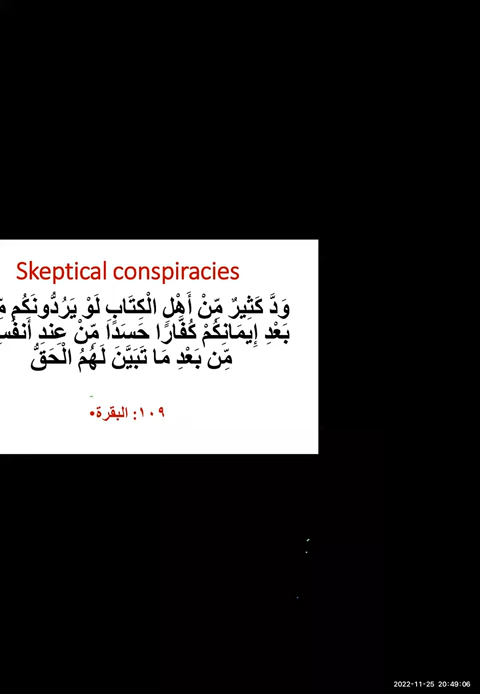 Skeptical conspiracies
وَدَّ كَثِيرٌ مِّنْ أَهْلِ الْكِتَابِ لَوْ يَرُدُّونَكُم
بَعْدِ إِيمَانِكُمْ كُفَّارًا حَسَدًا مِّنْ عِندِ
مِّن بَعْدِ مَا تَبَيَّنَ لَهُمُ الْحَقُّ
•١٠٩: البقرة
2022-11-25 20:49:06